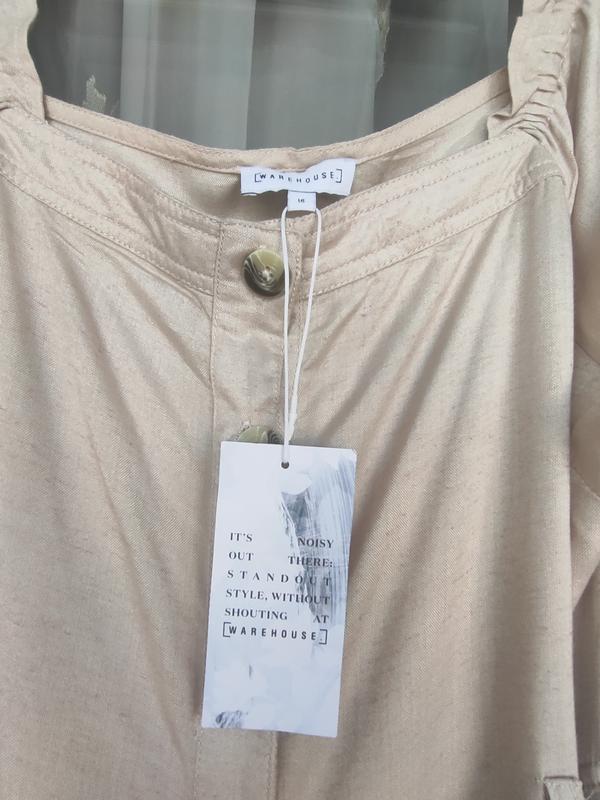 [WAREHOUSE.]
16
IT'S NOISY
OUT THERE:
STANDOUT
STYLE, WITHOUT
SHOUTING AT
[WAREHOUSE.]